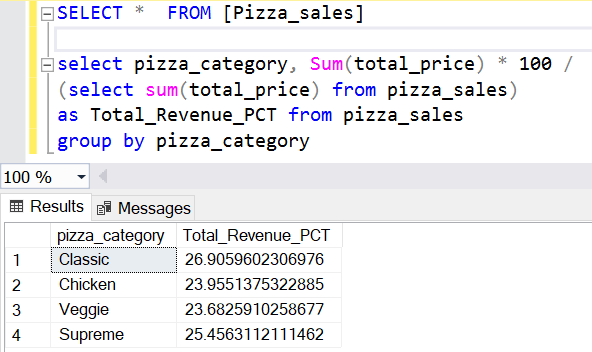 SELECT *  FROM [Pizza_sales]
select pizza_category, Sum(total_price) * 100 /
(select sum(total_price) from pizza_sales)
as Total_Revenue_PCT from pizza_sales
group by pizza_category
100 %
Results Messages
pizza_category Total_Revenue_PCT
1 Classic 26.9059602306976
2 Chicken 23.9551375322885
3 Veggie 23.6825910258677
4 Supreme 25.4563112111462